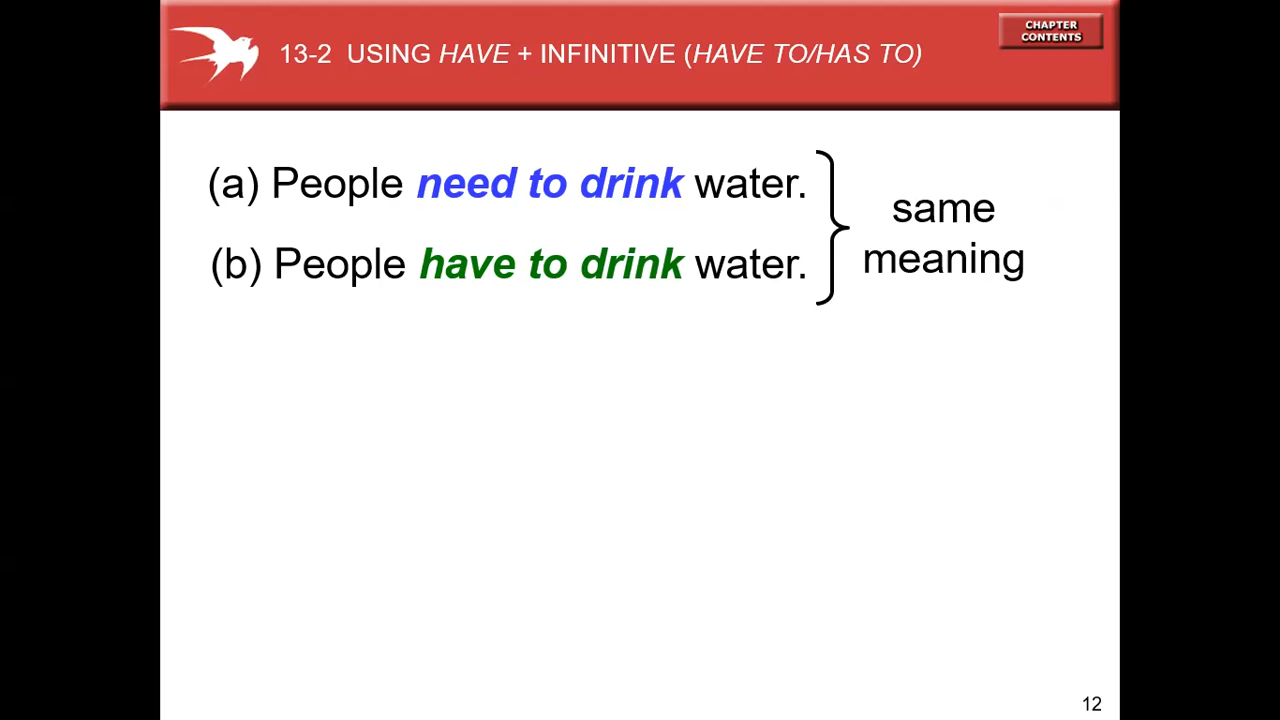 CHAPTER
CONTENTS
13-2 USING HAVE + INFINITIVE (HAVE TO/HAS TO)
(a) People need to drink water.
(b) People have to drink water.
same
meaning
12